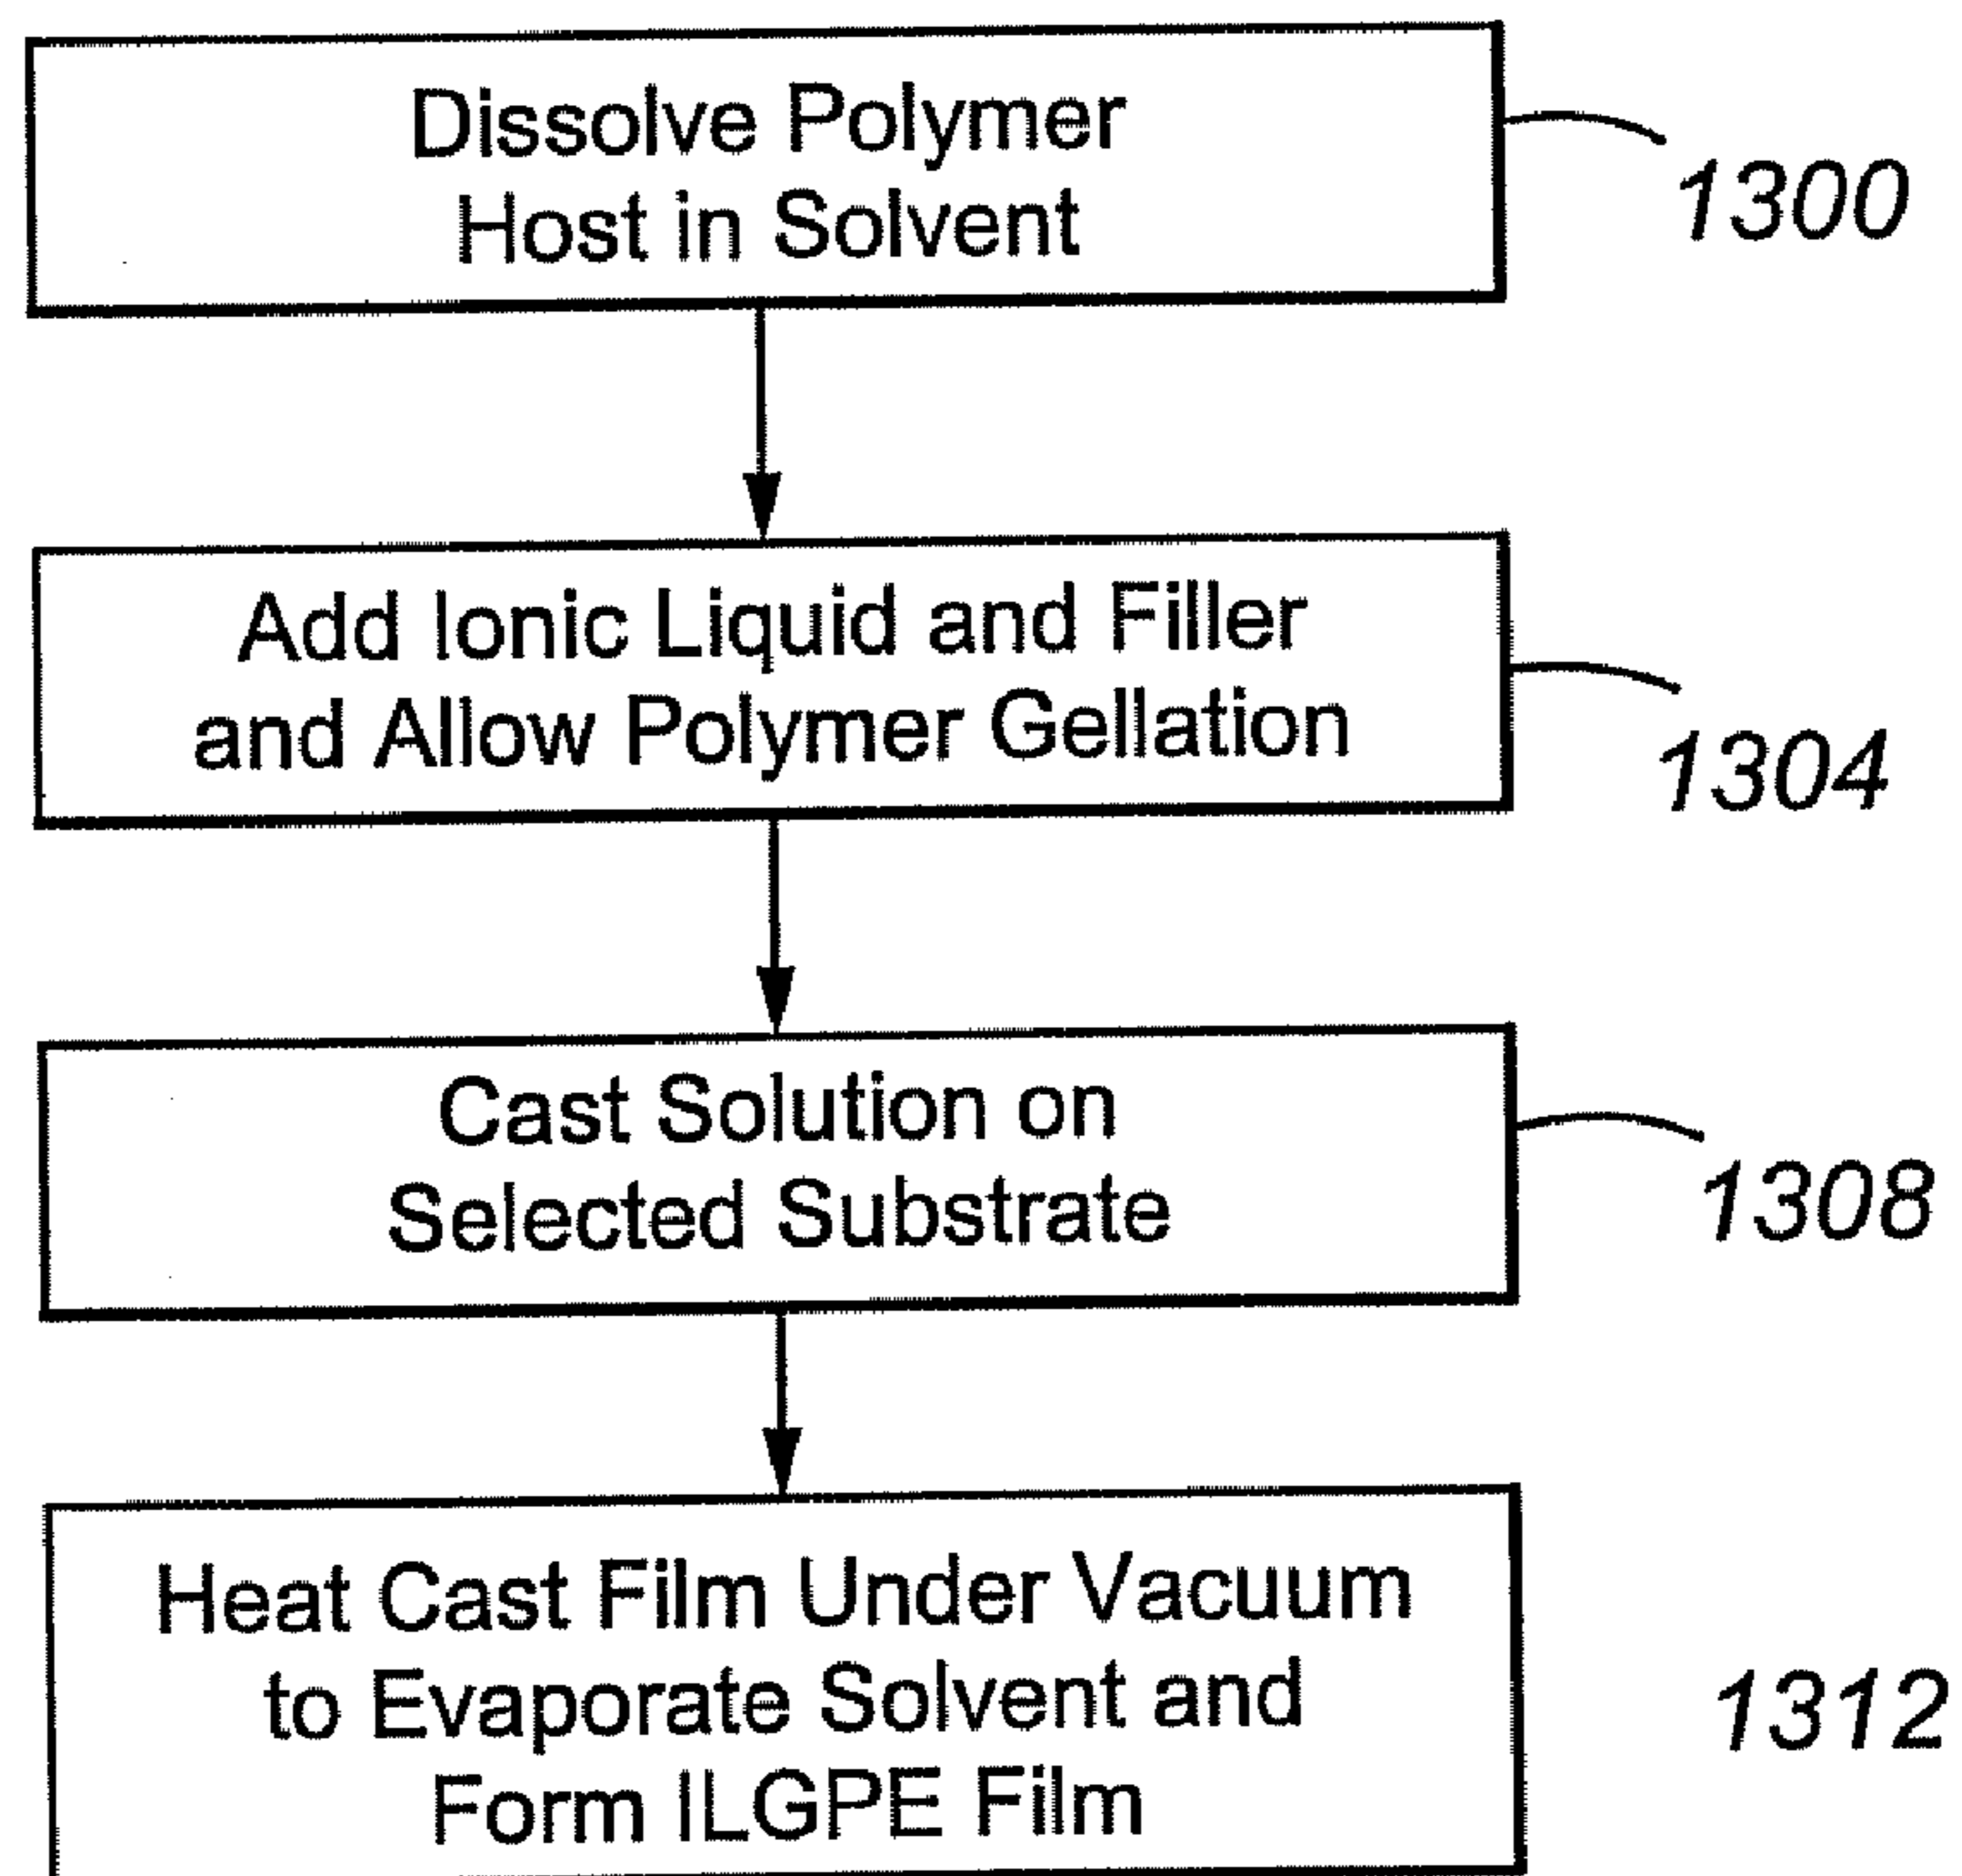 Dissolve Polymer
Host in Solvent
1300
Add Ionic Liquid and Filler
and Allow Polymer Gellation
1304
Cast Solution on
Selected Substrate
1308
Heat Cast Film Under Vacuum
to Evaporate Solvent and
Form ILGPE Film
1312